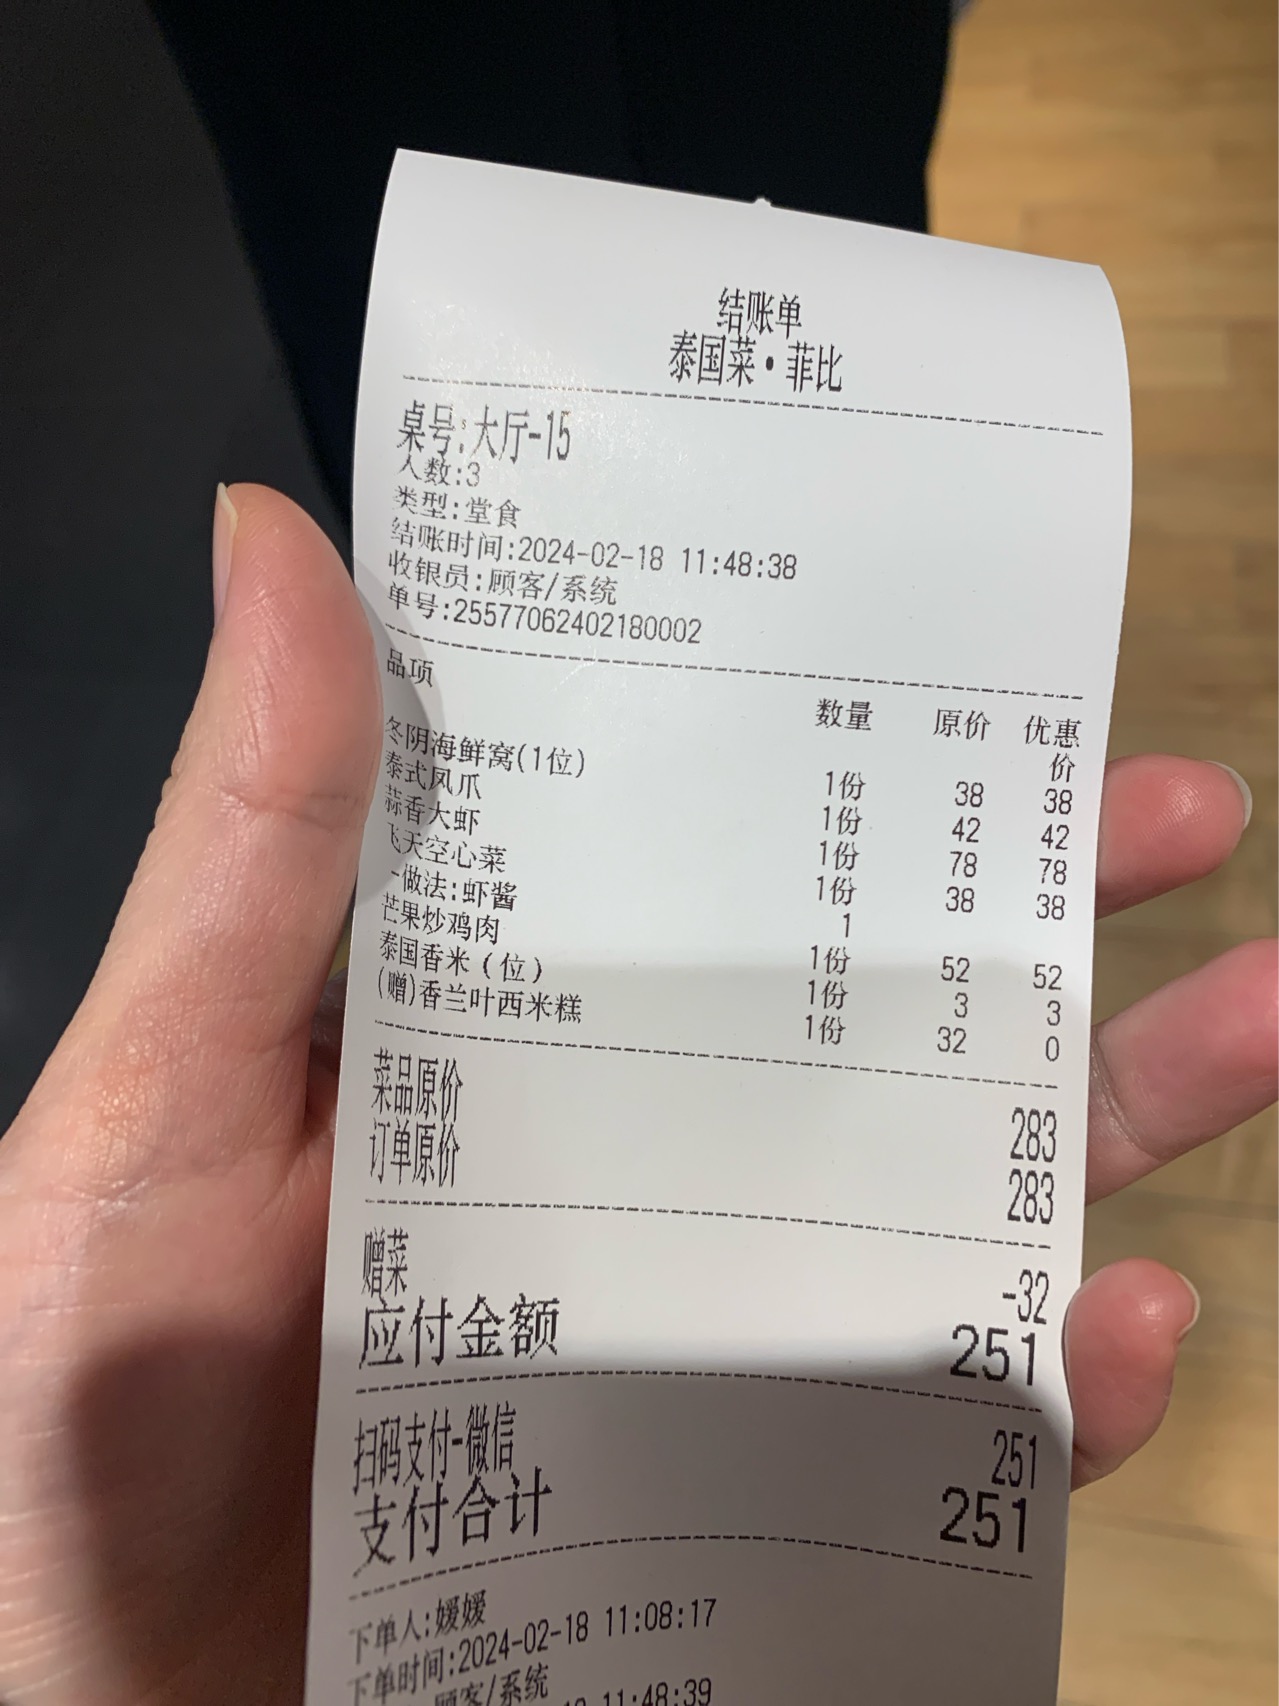 结账单
泰国菜·菲比
桌号:大厅-15
人数:3
类型:堂食
结账时间:2024-02-18 11:48:38
收银员:顾客/系统
单号:25577062402180002
品项 数量 原价 优惠价
冬阴海鲜窝(1位) 1份 38 38
泰式凤爪 1份 42 42
蒜香大虾 1份 78 78
飞天空心菜 1份 38 38
-做法:虾酱 1
芒果炒鸡肉 1份 52 52
泰国香米(位) 1份 3 3
(赠)香兰叶西米糕 1份 32 0
菜品原价 283
订单原价 283
赠菜 -32
应付金额 251
扫码支付-微信 251
支付合计 251
下单人:媛媛
下单时间:2024-02-18 11:08:17
顾客/系统
11:48:39